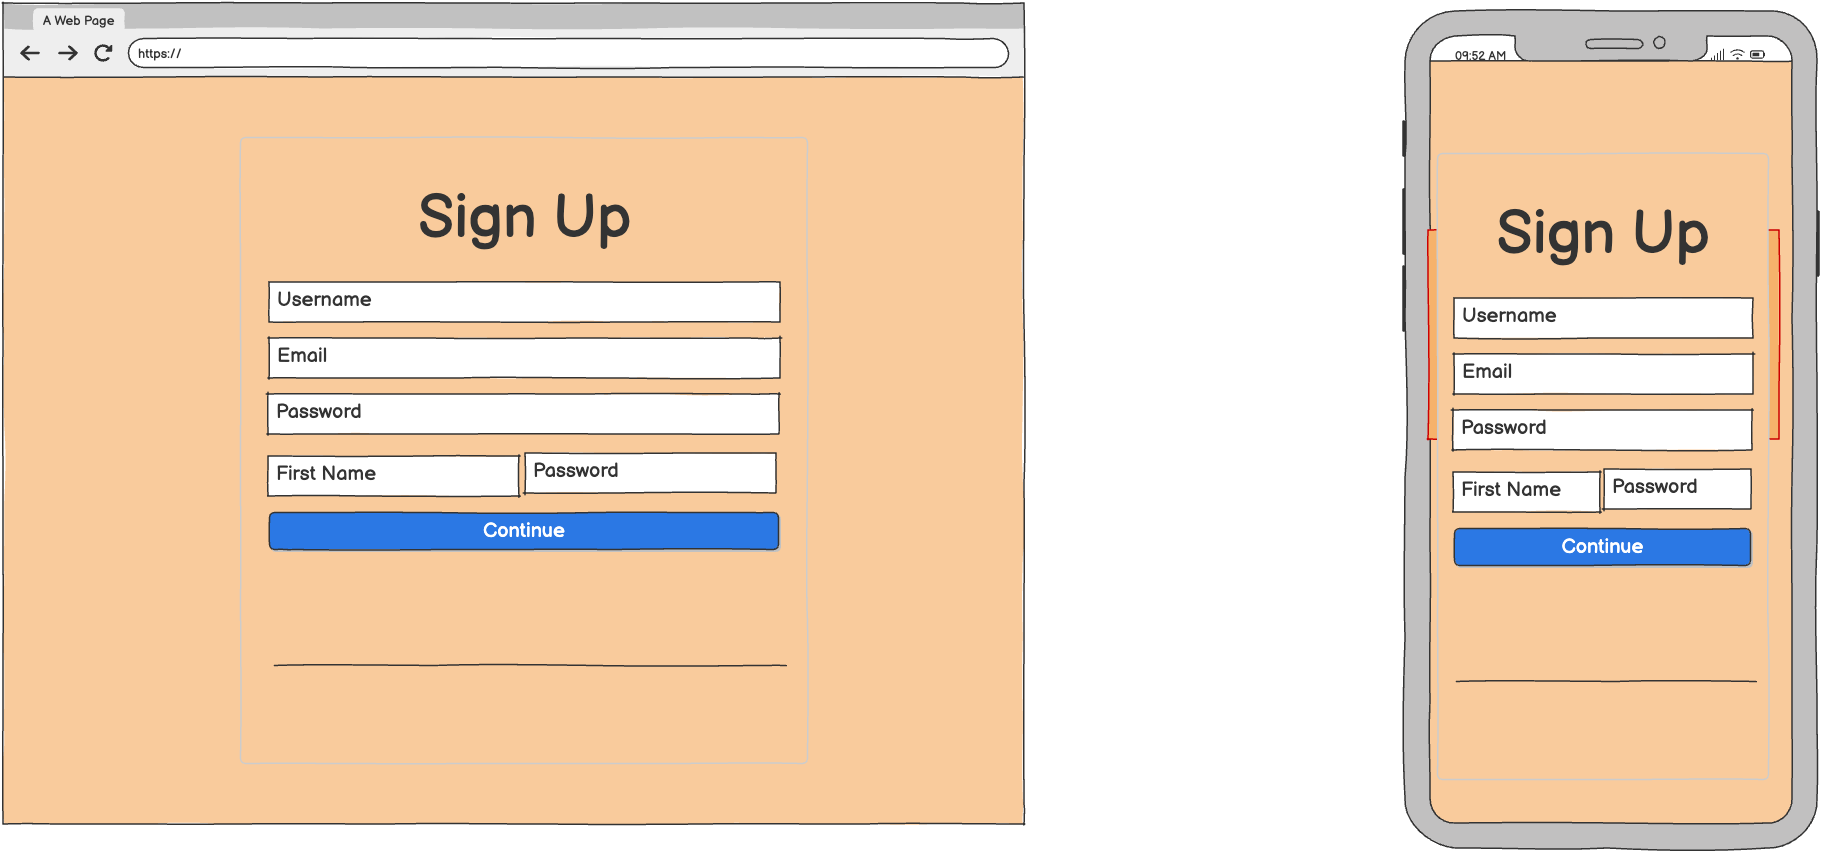 A Web Page
https://
Sign Up
Username
Email
Password
First Name Password
Continue
09:52 AM
Sign Up
Username
Email
Password
First Name Password
Continue